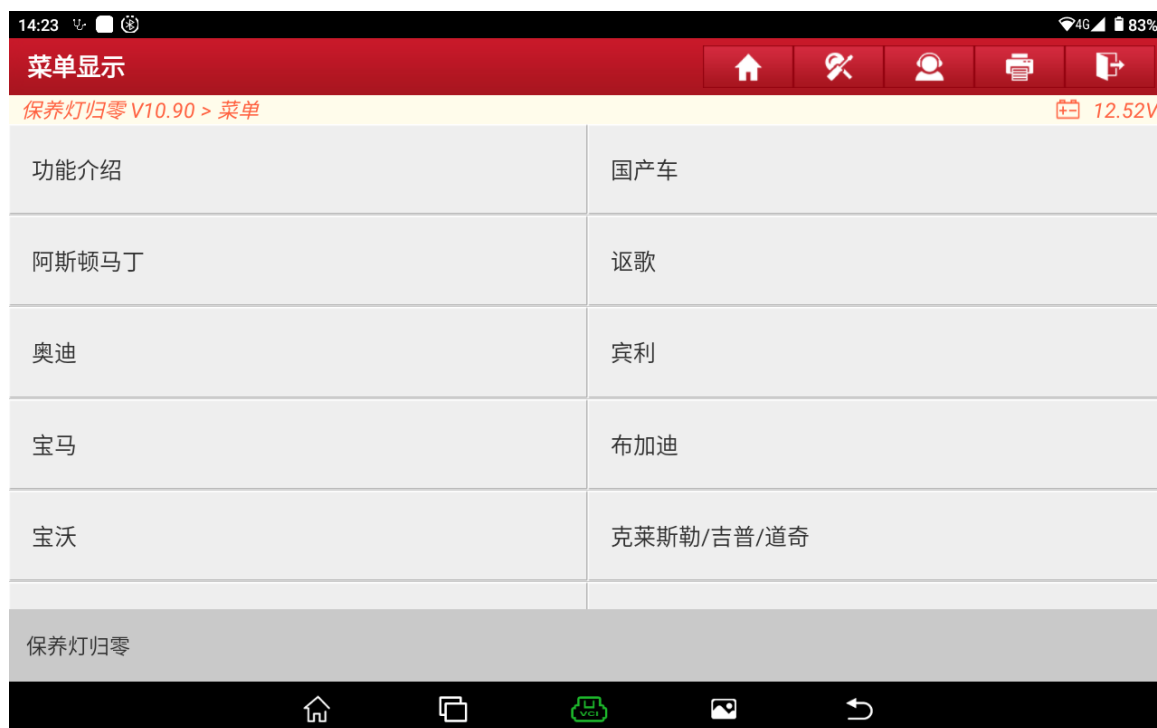 14:23 4G 83%
菜单显示
保养灯归零 V10.90 > 菜单 12.52V
功能介绍 国产车
阿斯顿马丁 讴歌
奥迪 宾利
宝马 布加迪
宝沃 克莱斯勒/吉普/道奇
保养灯归零
VCI